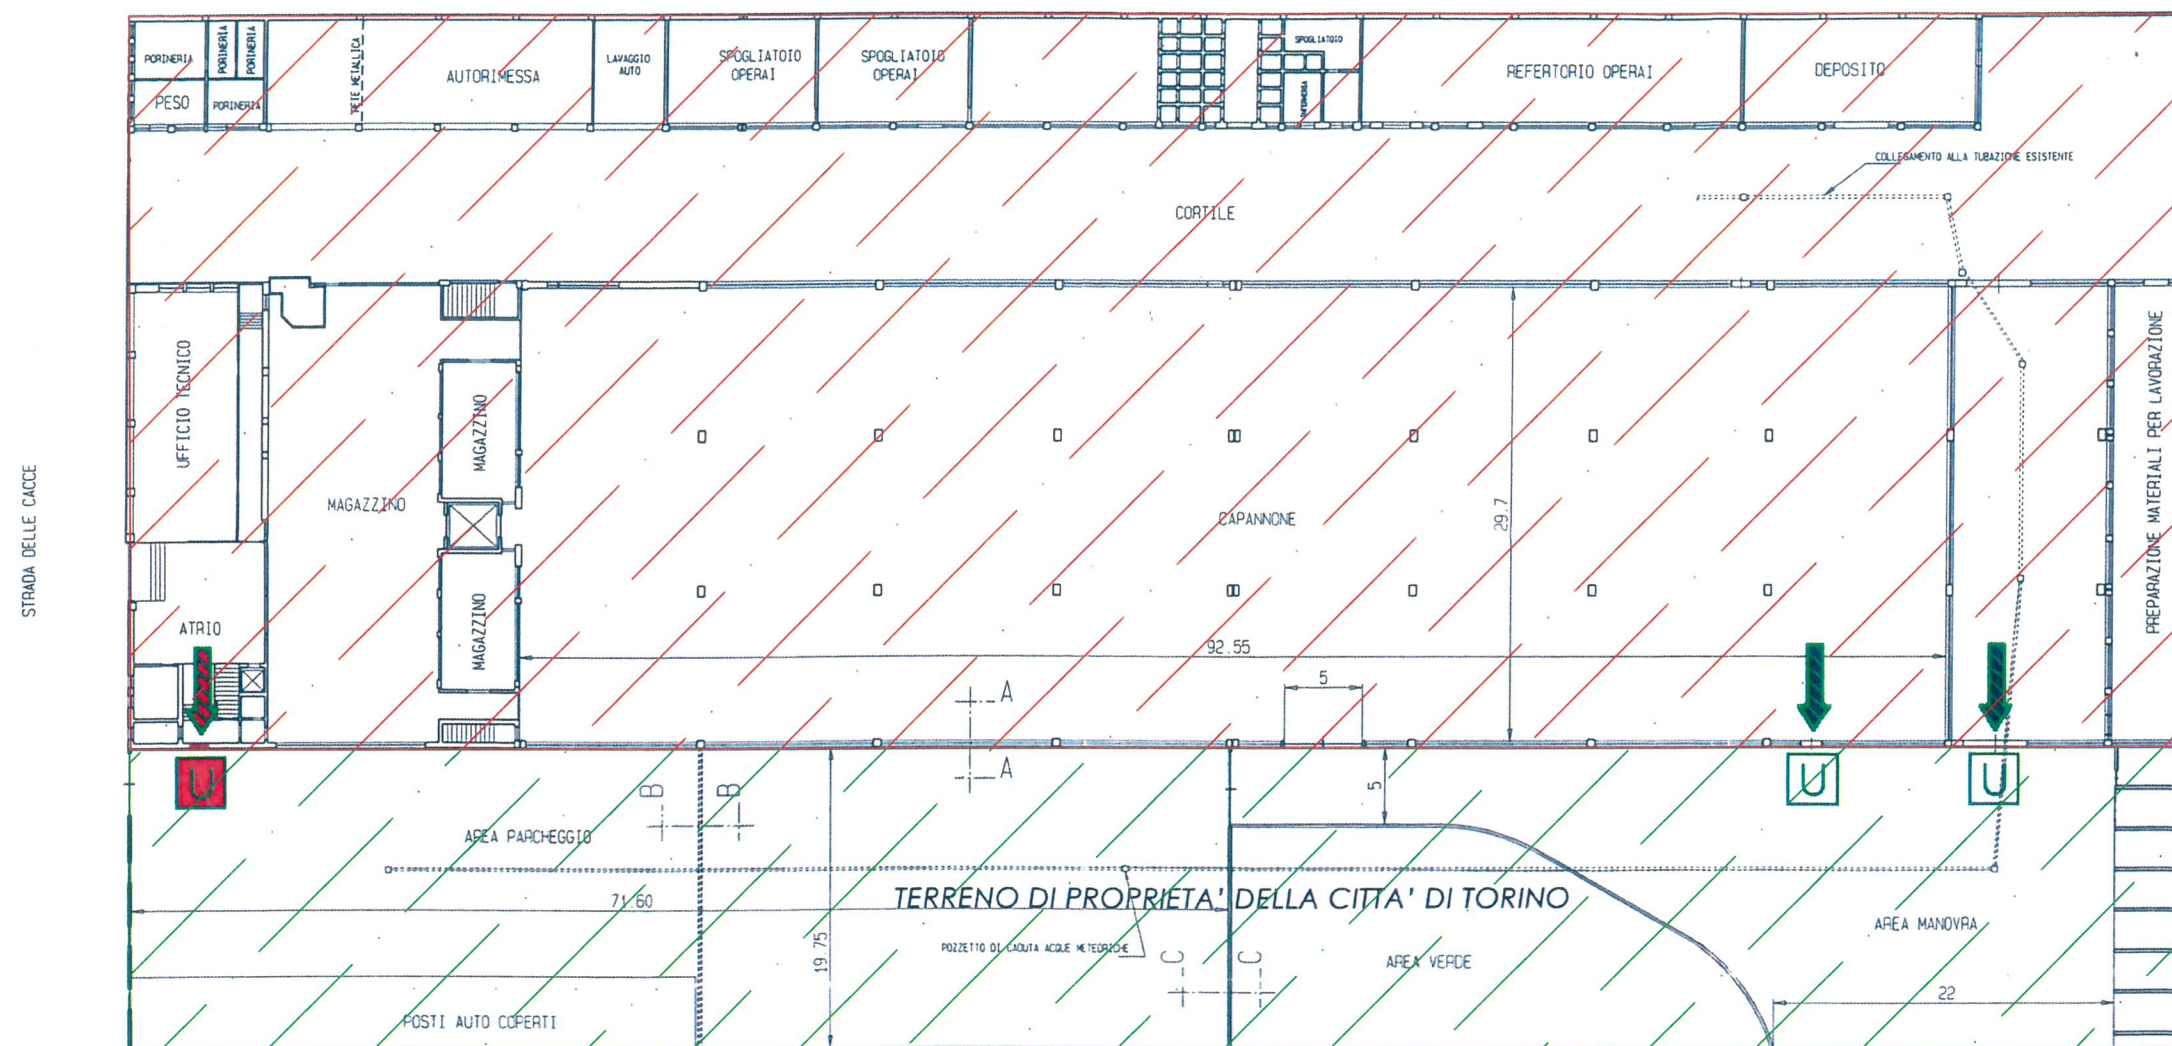 PORINERIA
PORINERIA
PORINERIA
PESO
PORINERIA
RETE METALLICA
AUTORIMESSA
LAVAGGIO
AUTO
SPOGLIATOIO
OPERAI
SPOGLIATOIO
OPERAI
SPOGLIATOIO
REFERTORIO OPERAI
DEPOSITO
COLLEGAMENTO ALLA TUBAZIONE ESISTENTE
CORTILE
STRADA DELLE CACCE
UFFICIO TECNICO
MAGAZZINO
MAGAZZINO
MAGAZZINO
CAPANNONE
29.7
PREPARAZIONE MATERIALI PER LAVORAZIONE
ATRIO
92.55
5
A
A
U
U
U
B
B
5
AREA PARCHEGGIO
71.60
TERRENO DI PROPRIETA' DELLA CITTA' DI TORINO
19.75
POZZETTO DI CADUTA ACQUE METEORICHE
C
C
AREA VERDE
AREA MANOVRA
22
POSTI AUTO COPERTI